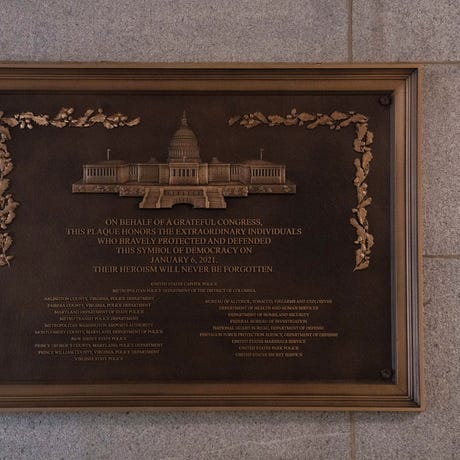 ON BEHALF OF A GRATEFUL CONGRESS,
THIS PLAQUE HONORS THE EXTRAORDINARY INDIVIDUALS
WHO BRAVELY PROTECTED AND DEFENDED
THIS SYMBOL OF DEMOCRACY ON
JANUARY 6, 2021.
THEIR HEROISM WILL NEVER BE FORGOTTEN.
UNITED STATES CAPITOL POLICE
METROPOLITAN POLICE DEPARTMENT OF THE DISTRICT OF COLUMBIA
ARLINGTON COUNTY, VIRGINIA, POLICE DEPARTMENT
FAIRFAX COUNTY, VIRGINIA, POLICE DEPARTMENT
MARYLAND DEPARTMENT OF STATE POLICE
METRO TRANSIT POLICE DEPARTMENT
METROPOLITAN WASHINGTON AIRPORTS AUTHORITY
MONTGOMERY COUNTY, MARYLAND, DEPARTMENT OF POLICE
NEW JERSEY STATE POLICE
PRINCE GEORGE'S COUNTY, MARYLAND, POLICE DEPARTMENT
PRINCE WILLIAM COUNTY, VIRGINIA, POLICE DEPARTMENT
VIRGINIA STATE POLICE
BUREAU OF ALCOHOL, TOBACCO, FIREARMS AND EXPLOSIVES
DEPARTMENT OF HEALTH AND HUMAN SERVICES
DEPARTMENT OF HOMELAND SECURITY
FEDERAL BUREAU OF INVESTIGATION
NATIONAL GUARD BUREAU, DEPARTMENT OF DEFENSE
PENTAGON FORCE PROTECTION AGENCY, DEPARTMENT OF DEFENSE
UNITED STATES MARSHALS SERVICE
UNITED STATES PARK POLICE
UNITED STATES SECRET SERVICE